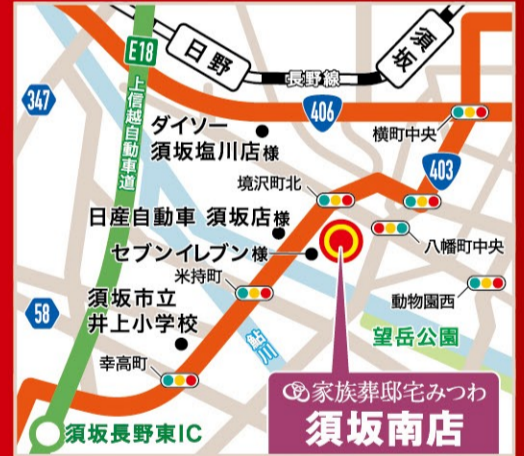 E18
日野
須坂
長野線
347
上信越自動車道
406
横町中央
ダイソー
須坂塩川店様
403
境沢町北
日産自動車 須坂店様
八幡町中央
セブンイレブン様
米持町
動物園西
58
須坂市立
井上小学校
望岳公園
鮎川
幸高町
家族葬邸宅みつわ
須坂南店
須坂長野東IC